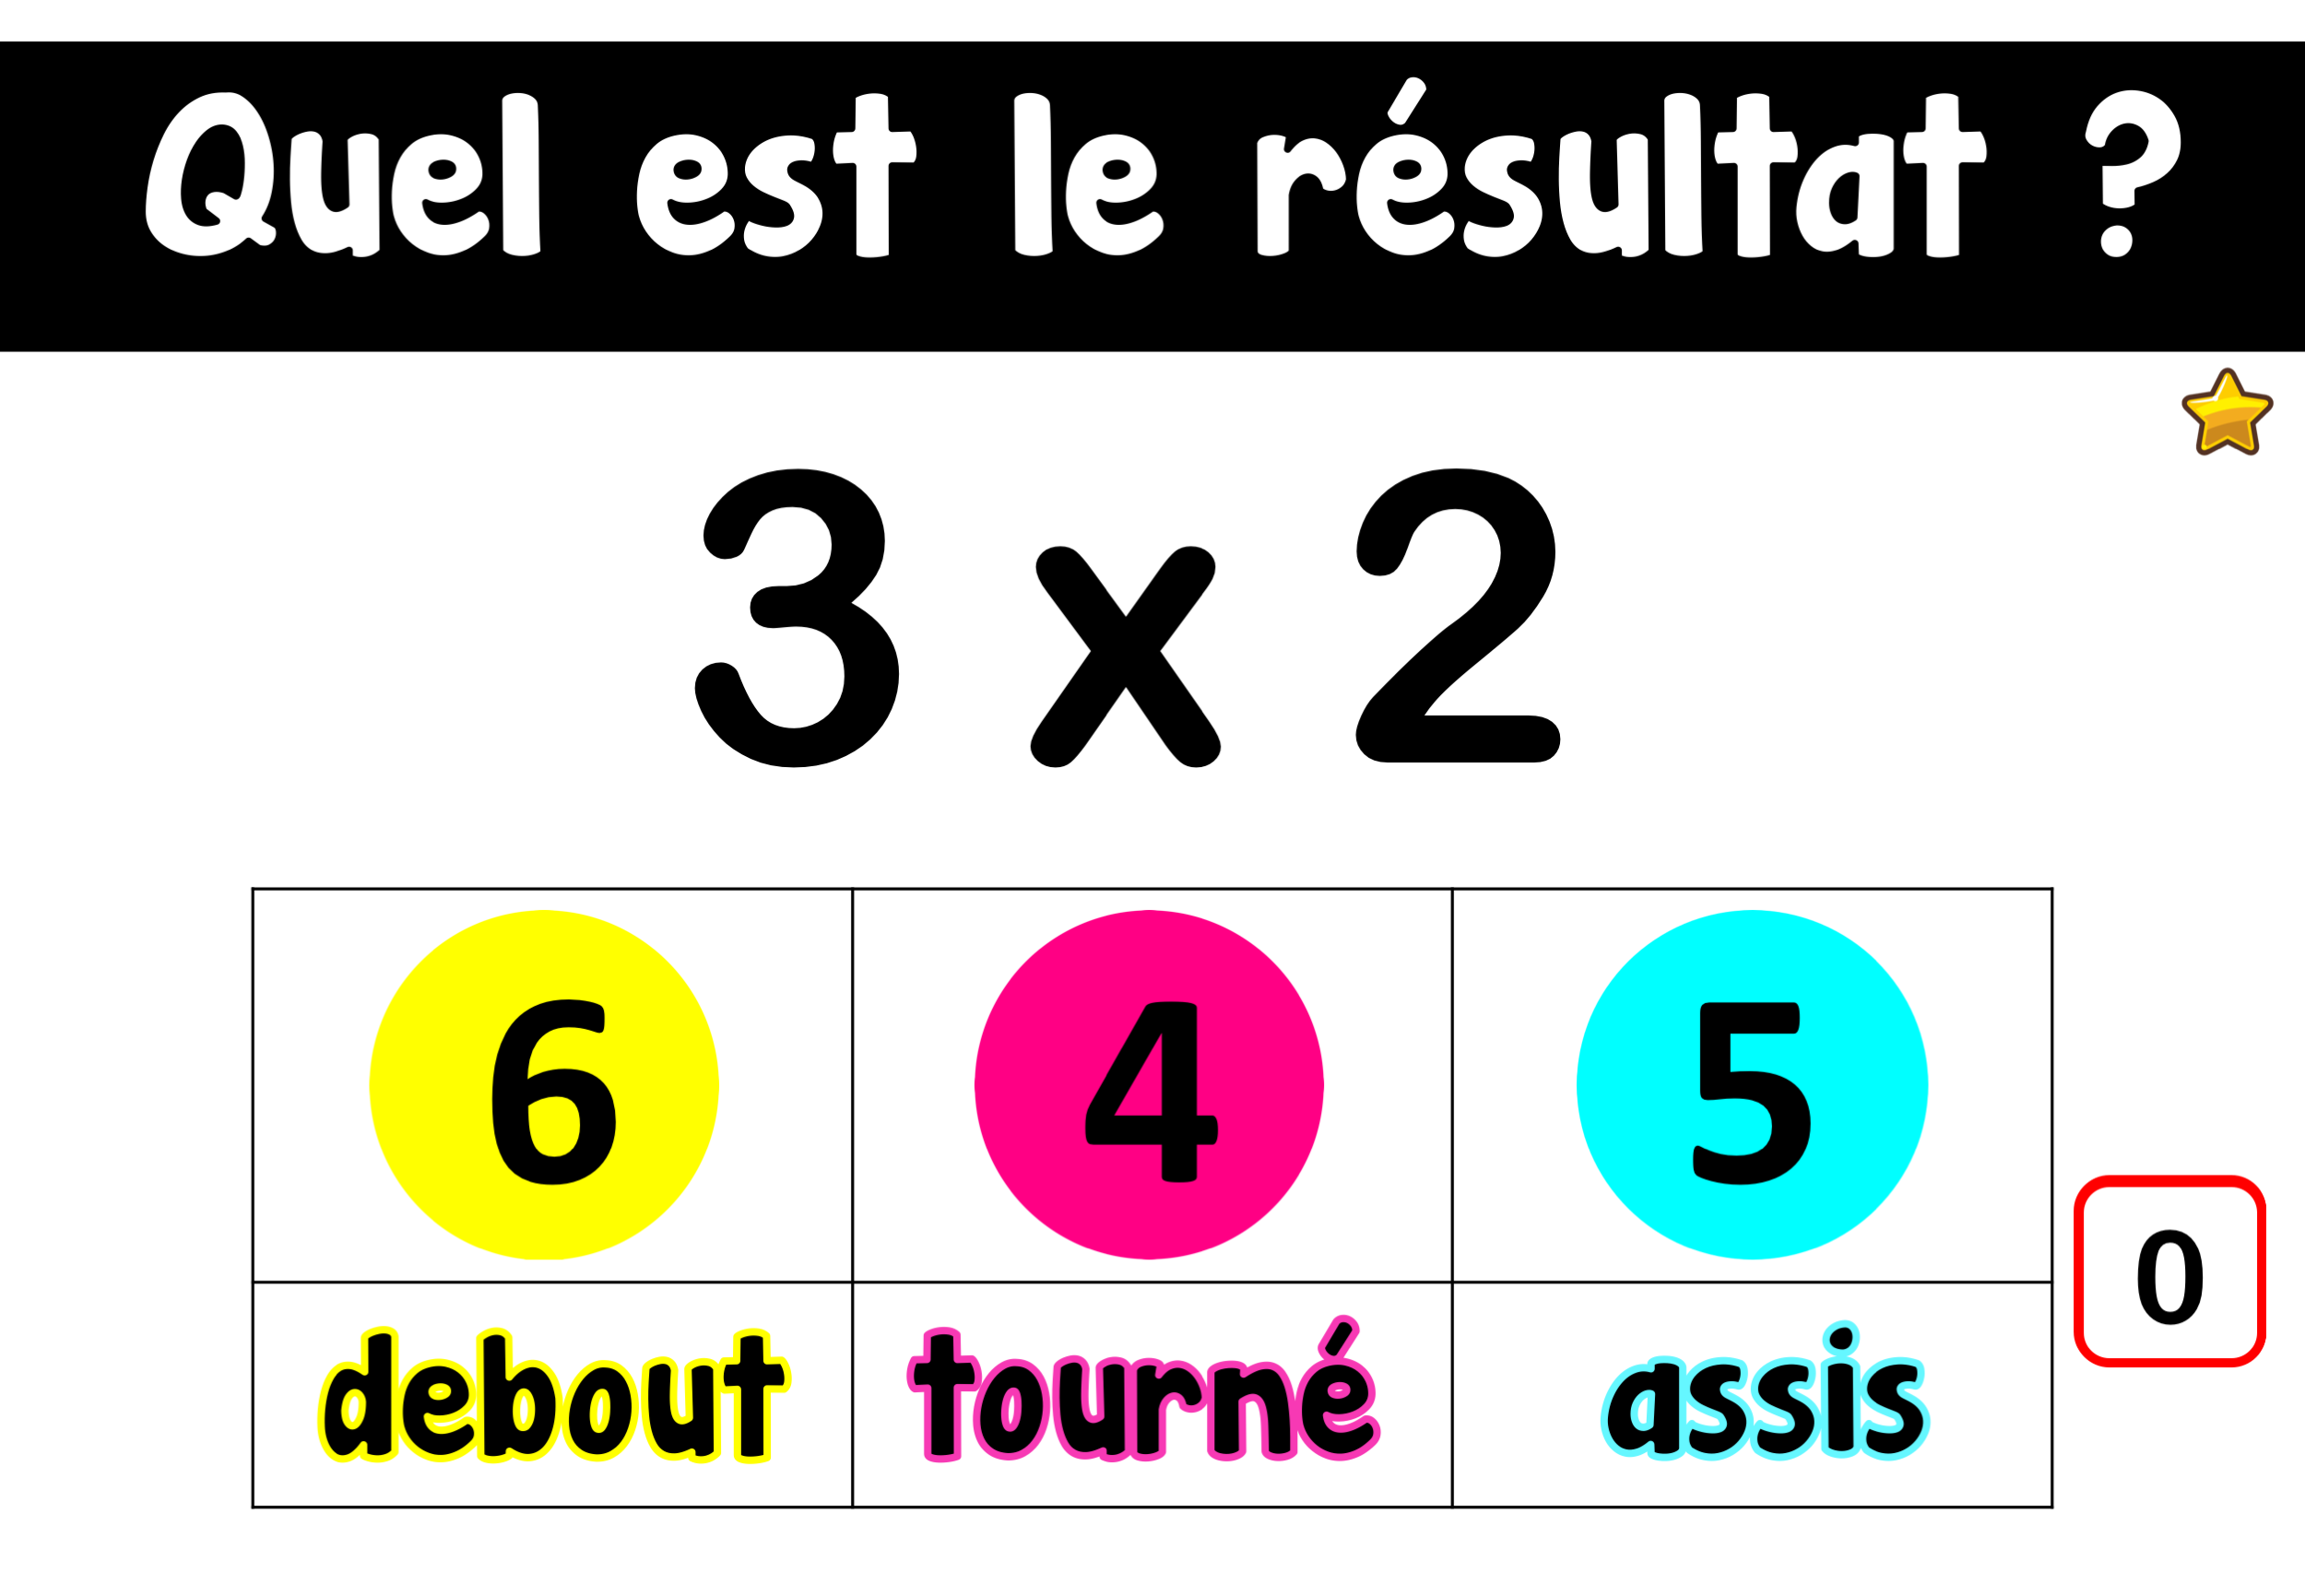 Quel est le résultat ?
3 x 2
6 4 5
0
debout tourné assis